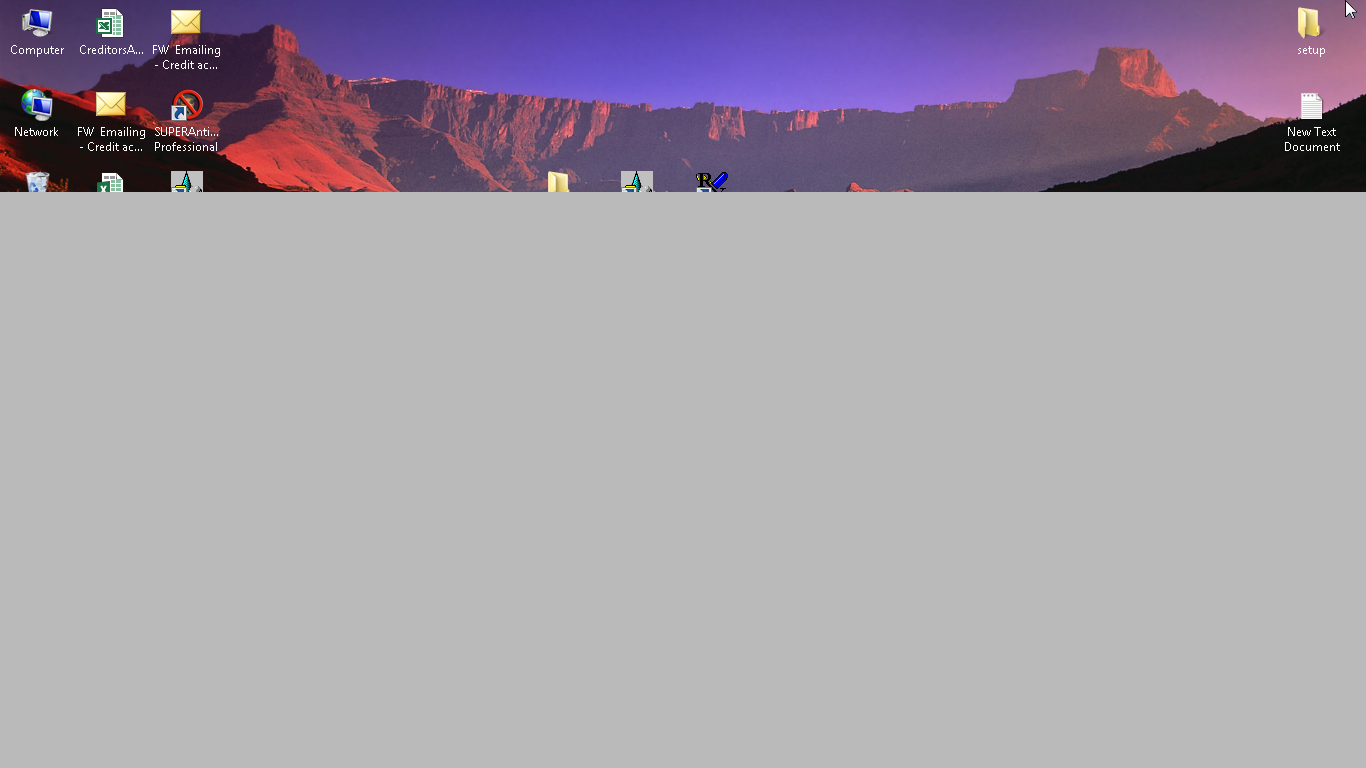 Computer
CreditorsA...
FW Emailing
- Credit ac...
setup
Network
FW Emailing
- Credit ac...
SUPERAnti...
Professional
New Text
Document